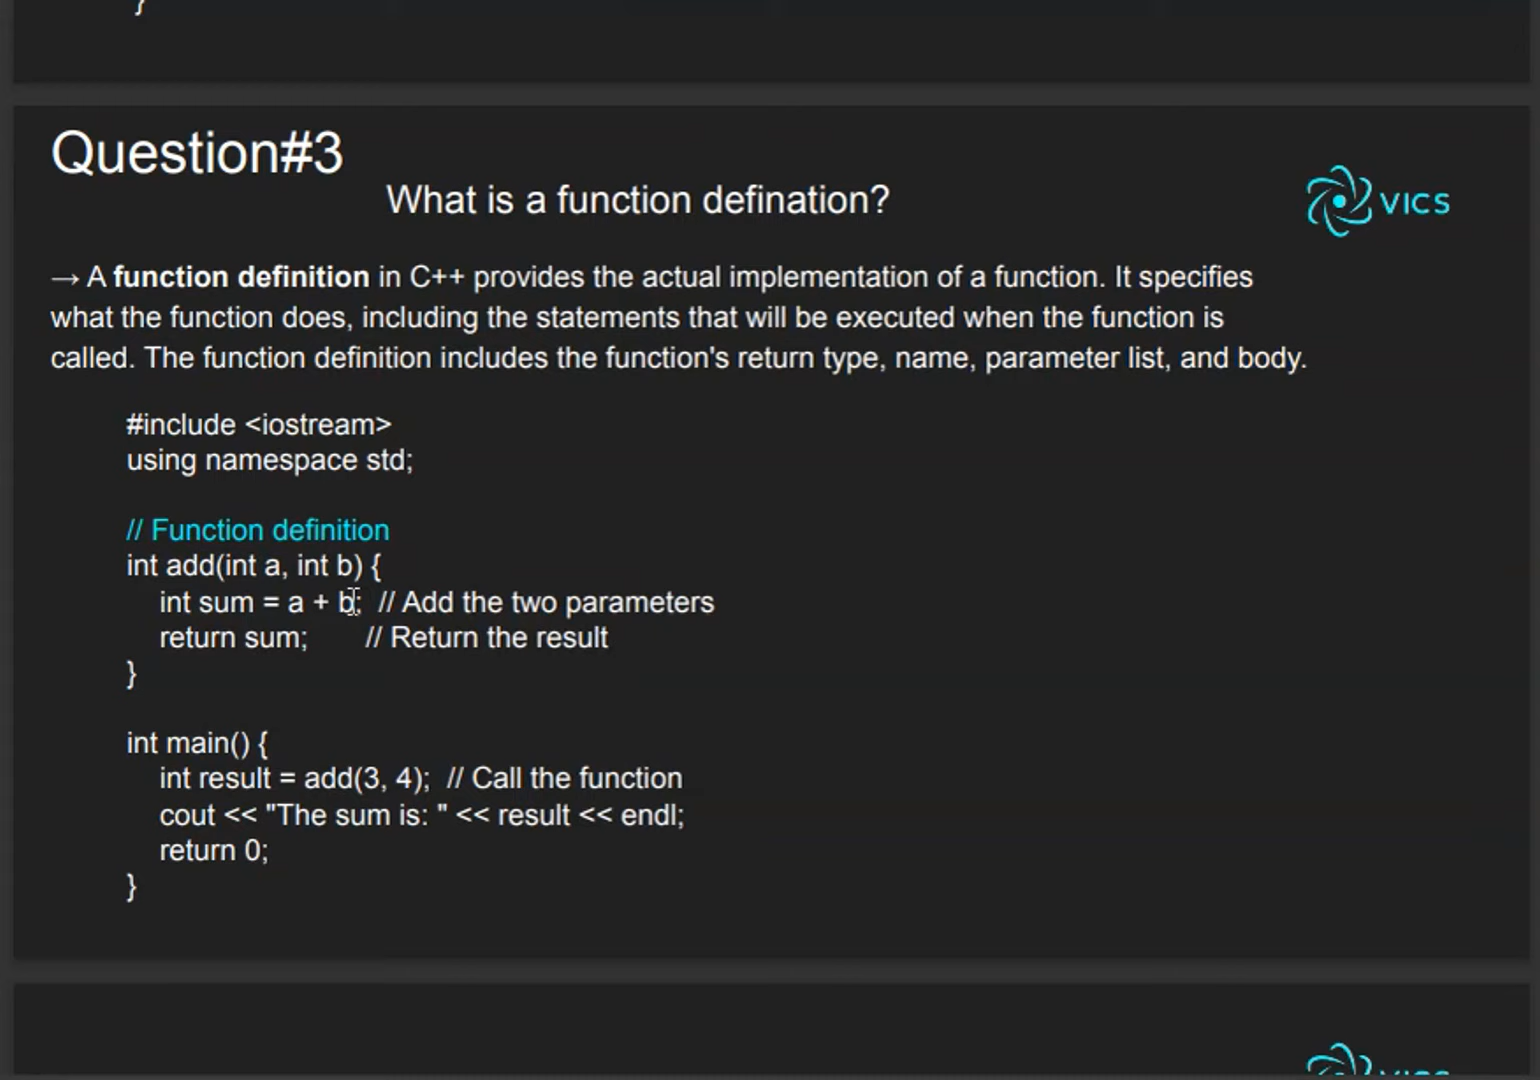 }
Question#3
What is a function defination?
VICS
→ A function definition in C++ provides the actual implementation of a function. It specifies
what the function does, including the statements that will be executed when the function is
called. The function definition includes the function's return type, name, parameter list, and body.
#include <iostream>
using namespace std;
// Function definition
int add(int a, int b) {
int sum = a + b; // Add the two parameters
return sum; // Return the result
}
int main() {
int result = add(3, 4); // Call the function
cout << "The sum is: " << result << endl;
return 0;
}